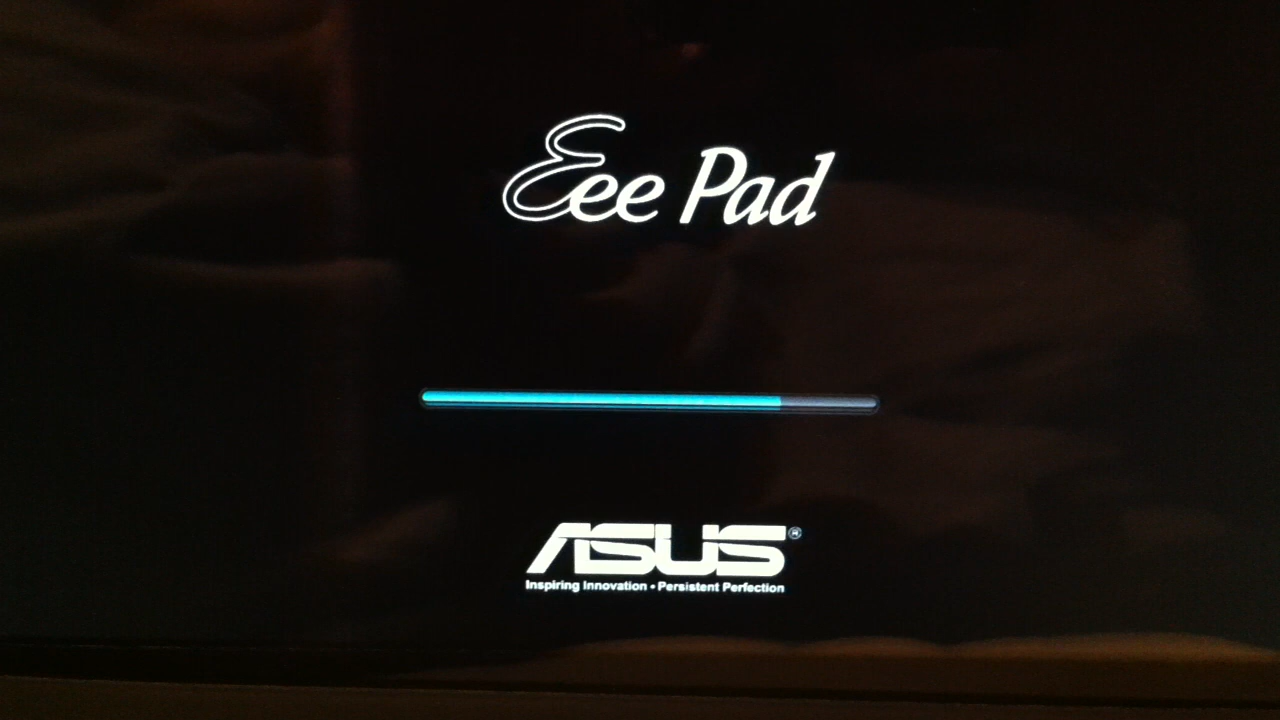 Eee Pad
ASUS®
Inspiring Innovation • Persistent Perfection